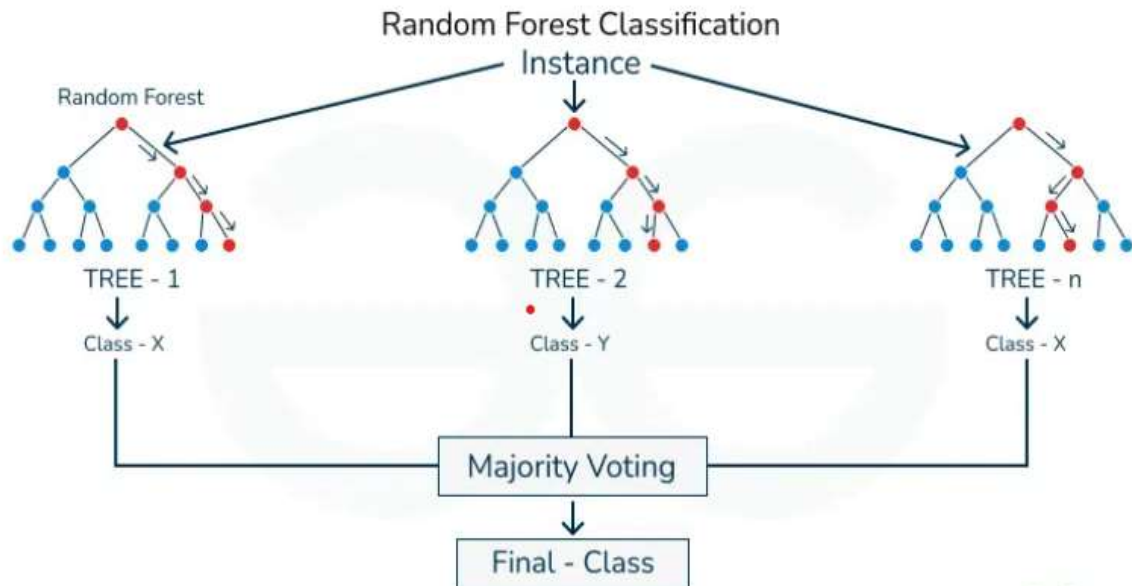 Random Forest Classification
Instance
Random Forest
TREE - 1
TREE - 2
TREE - n
Class - X
Class - Y
Class - X
Majority Voting
Final - Class